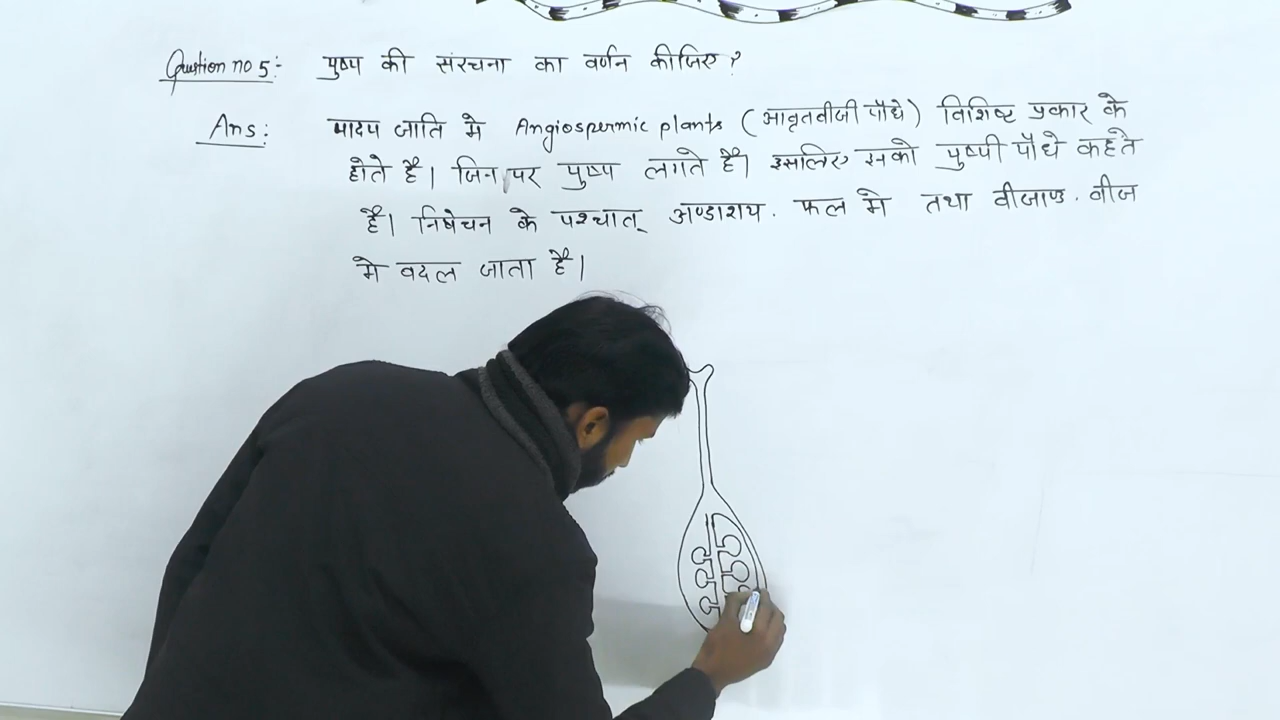 Question no 5:- पुष्प की संरचना का वर्णन कीजिए?
Ans: पादप जाति मे Angiospermic plants (आवृतबीजी पौधे) विशिष्ट प्रकार के
होते है। जिन पर पुष्प लगते है। इसलिए इनको पुष्पी पौधे कहते
है। निषेचन के पश्चात् अण्डाशय. फल मे तथा बीजाण्ड. बीज
मे बदल जाता है।